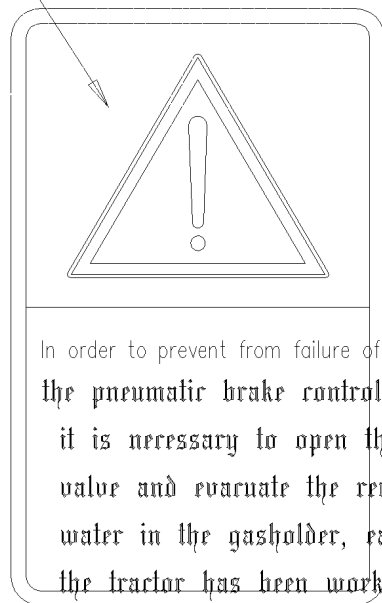 In order to prevent from failure of
the pneumatic brake control
it is necessary to open th
valve and evacuate the re
water in the gasholder, ea
the tractor has been work